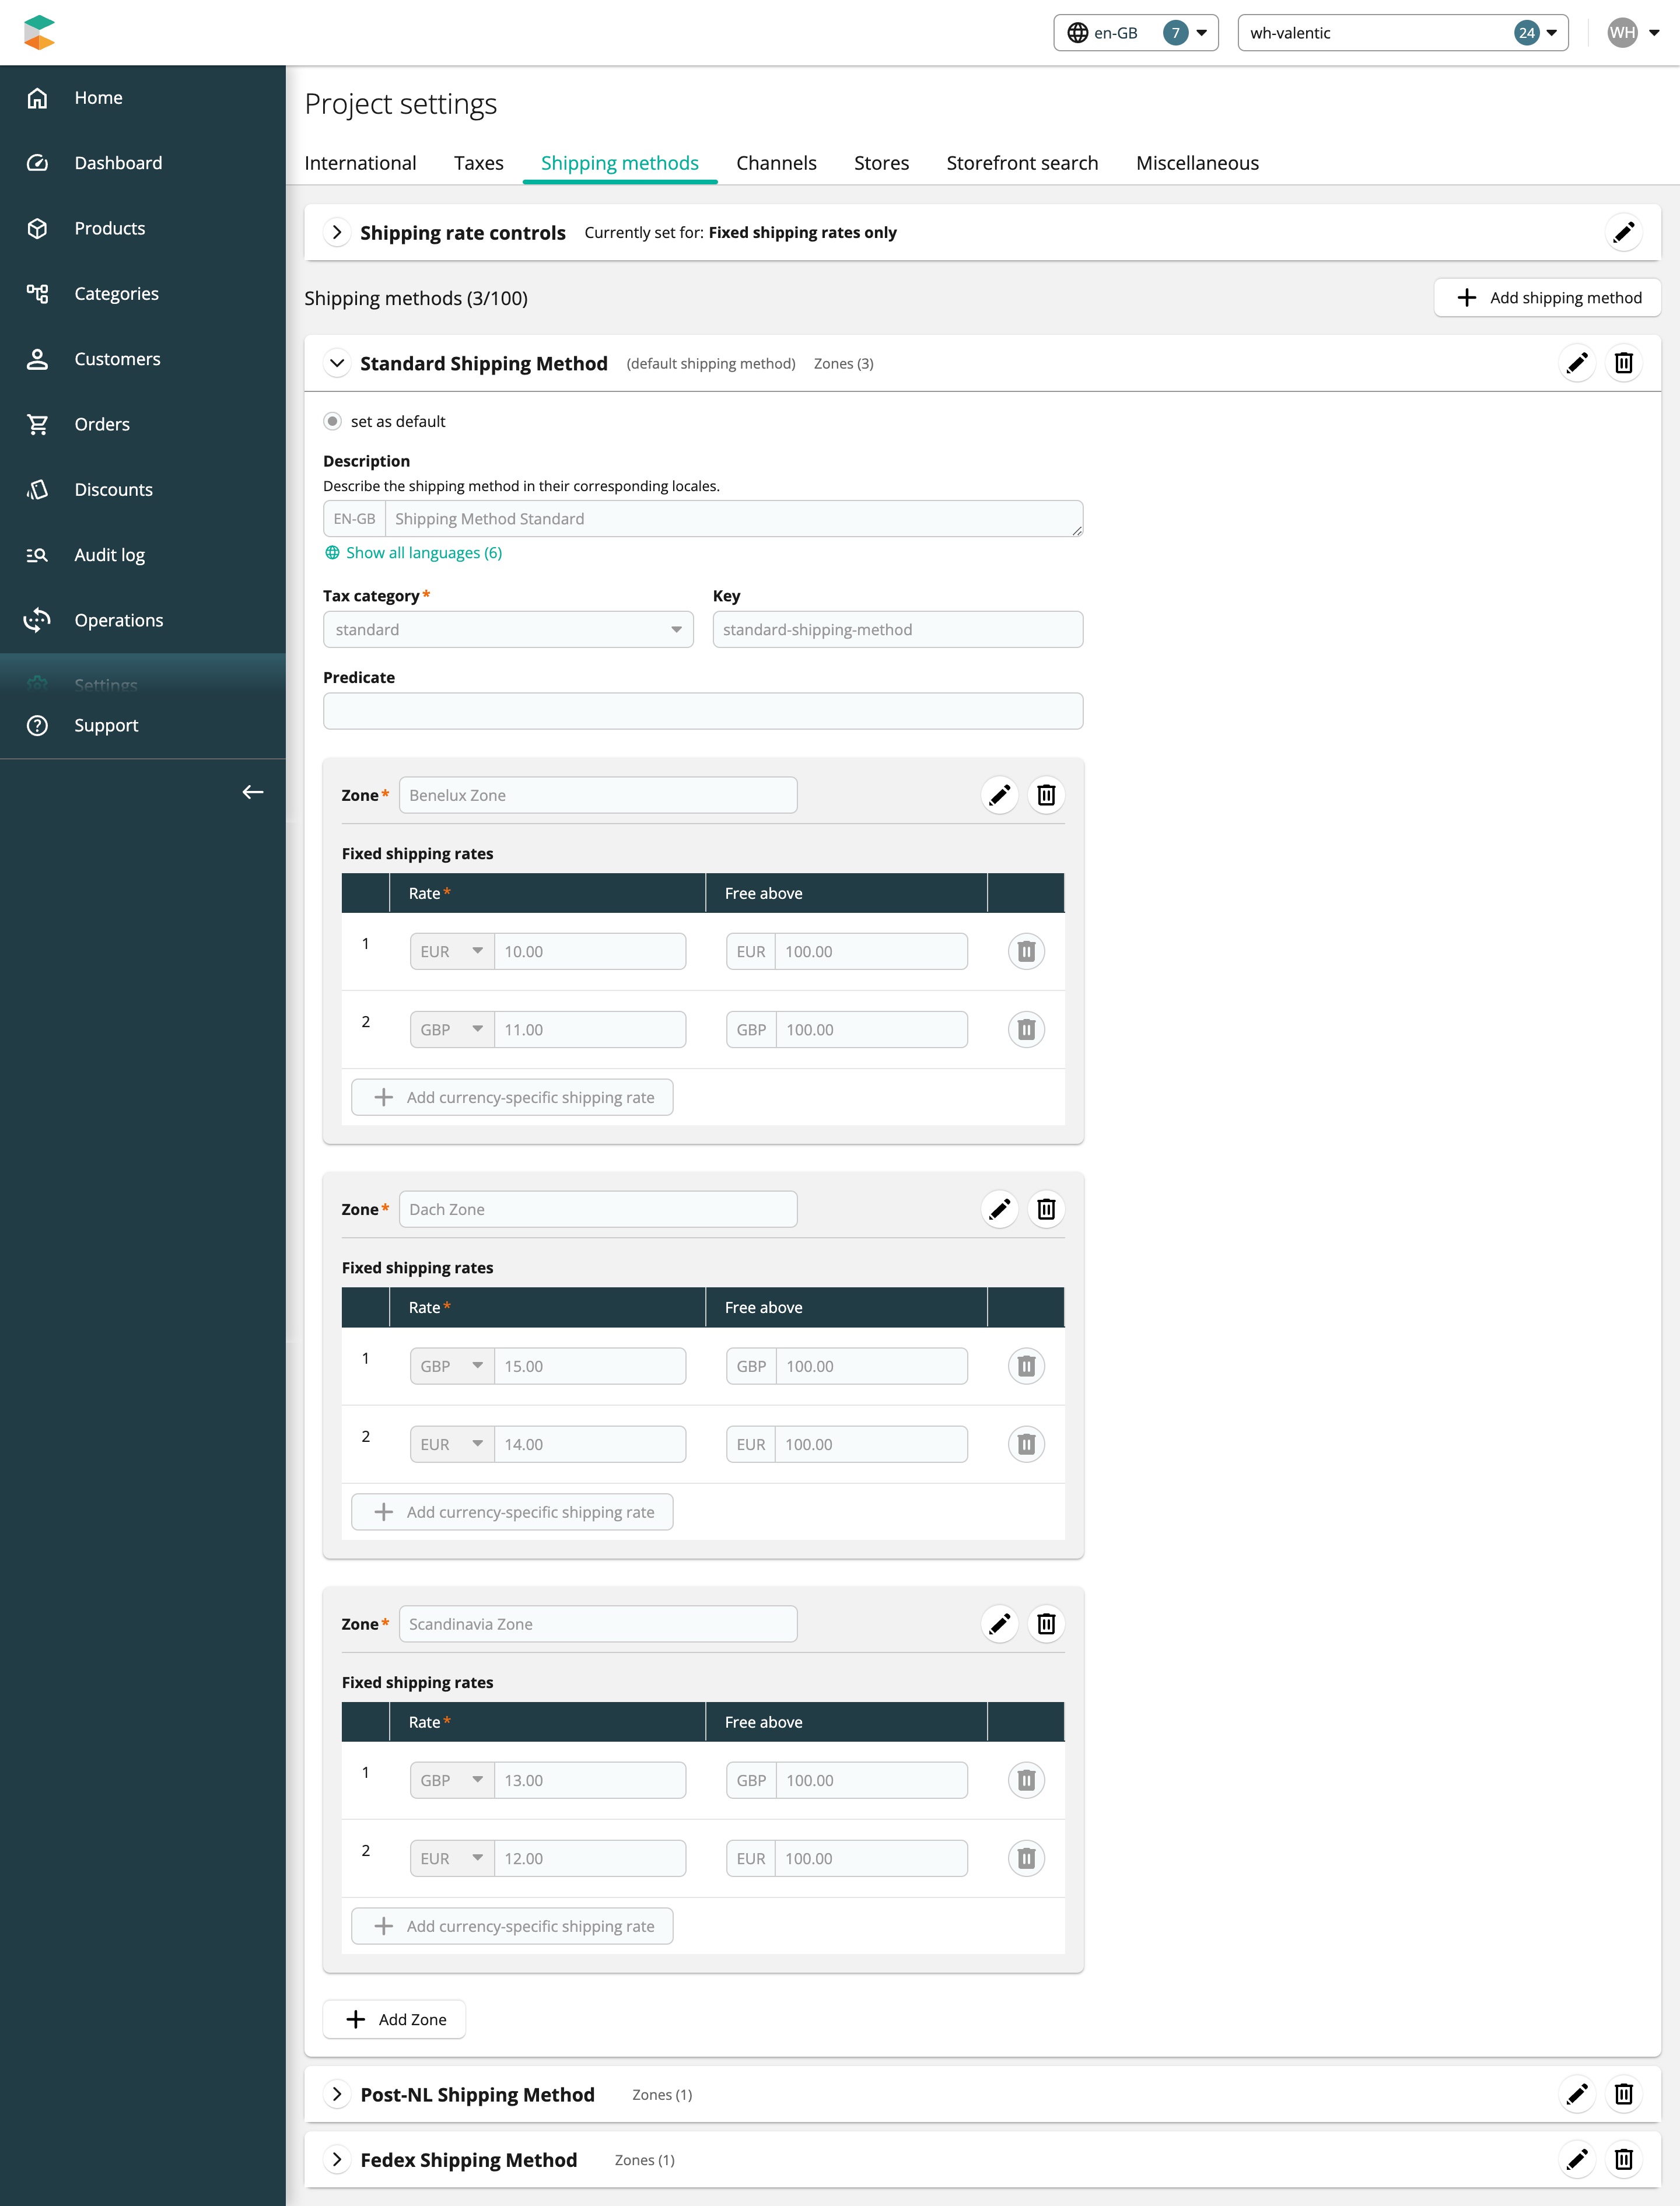 en-GB 7 wh-valentic 24 WH
Home
Dashboard
Products
Categories
Customers
Orders
Discounts
Audit log
Operations
Settings
Support
Project settings
International Taxes Shipping methods Channels Stores Storefront search Miscellaneous
Shipping rate controls Currently set for: Fixed shipping rates only
Shipping methods (3/100) Add shipping method
Standard Shipping Method (default shipping method) Zones (3)
set as default
Description
Describe the shipping method in their corresponding locales.
EN-GB Shipping Method Standard
Show all languages (6)
Tax category* Key
standard standard-shipping-method
Predicate
Zone* Benelux Zone
Fixed shipping rates
Rate* Free above
1 EUR 10.00 EUR 100.00
2 GBP 11.00 GBP 100.00
Add currency-specific shipping rate
Zone* Dach Zone
Fixed shipping rates
Rate* Free above
1 GBP 15.00 GBP 100.00
2 EUR 14.00 EUR 100.00
Add currency-specific shipping rate
Zone* Scandinavia Zone
Fixed shipping rates
Rate* Free above
1 GBP 13.00 GBP 100.00
2 EUR 12.00 EUR 100.00
Add currency-specific shipping rate
Add Zone
Post-NL Shipping Method Zones (1)
Fedex Shipping Method Zones (1)